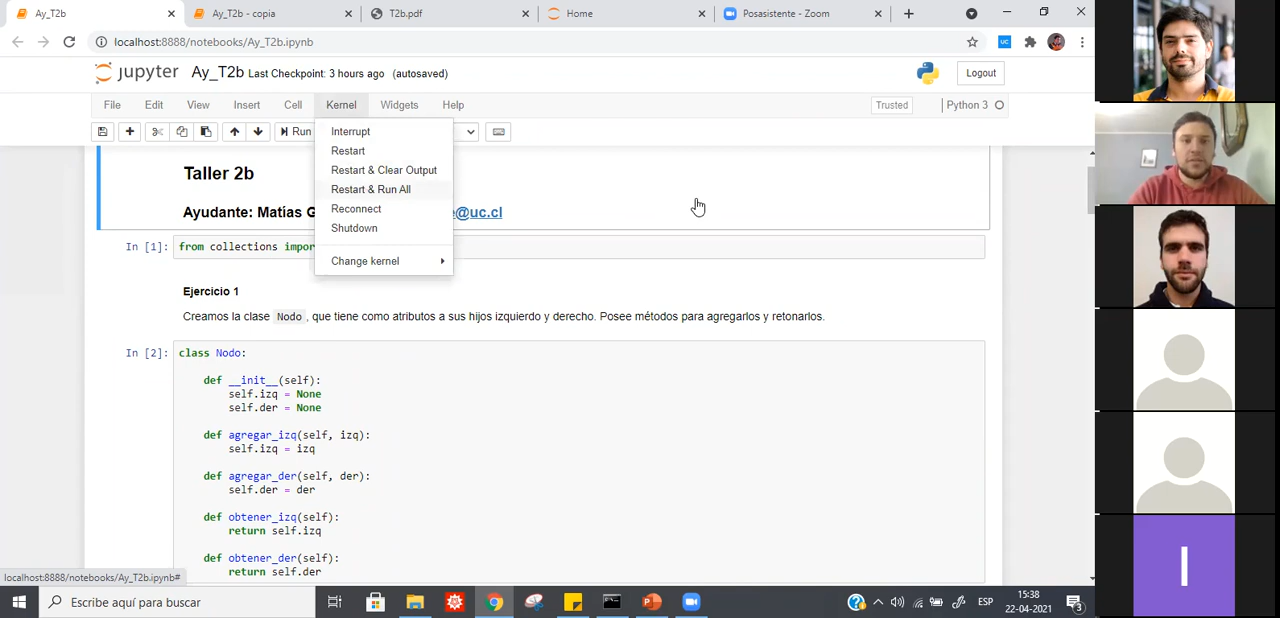 Ay_T2b
Ay_T2b - copia
T2b.pdf
Home
Posasistente - Zoom
localhost:8888/notebooks/Ay_T2b.ipynb
UC
jupyter Ay_T2b Last Checkpoint: 3 hours ago (autosaved)
Logout
File Edit View Insert Cell Kernel Widgets Help
Trusted
Python 3
Run
Interrupt
Restart
Restart & Clear Output
Restart & Run All
Reconnect
Shutdown
Change kernel
Taller 2b
Ayudante: Matías G
e@uc.cl
In [1]: from collections impor
Ejercicio 1
Creamos la clase Nodo, que tiene como atributos a sus hijos izquierdo y derecho. Posee métodos para agregarlos y retonarlos.
In [2]: class Nodo:
def __init__(self):
self.izq = None
self.der = None
def agregar_izq(self, izq):
self.izq = izq
def agregar_der(self, der):
self.der = der
def obtener_izq(self):
return self.izq
def obtener_der(self):
return self.der
localhost:8888/notebooks/Ay_T2b.ipynb#
Escribe aquí para buscar
ESP
15:38
22-04-2021
3
I